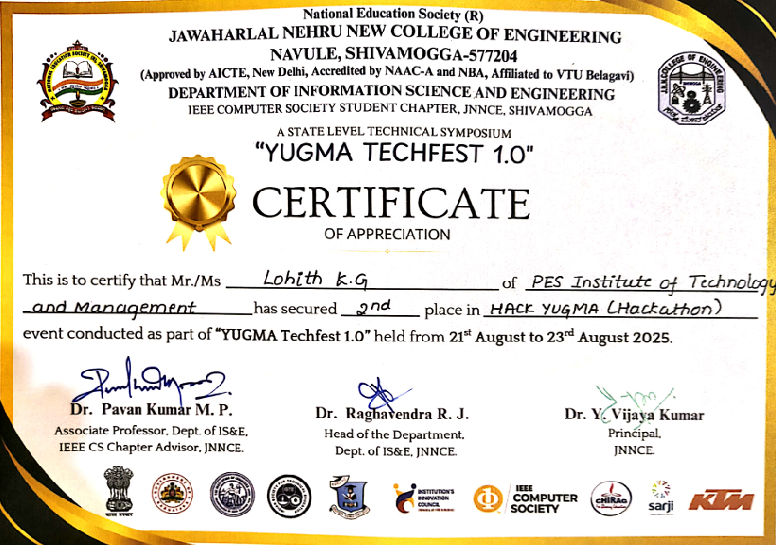 National Education Society (R)
JAWAHARLAL NEHRU NEW COLLEGE OF ENGINEERING
NAVULE, SHIVAMOGGA-577204
(Approved by AICTE, New Delhi, Accredited by NAAC-A and NBA, Affiliated to VTU Belagavi)
DEPARTMENT OF INFORMATION SCIENCE AND ENGINEERING
IEEE COMPUTER SOCIETY STUDENT CHAPTER, JNNCE, SHIVAMOGGA
A STATE LEVEL TECHNICAL SYMPOSIUM
"YUGMA TECHFEST 1.0"
CERTIFICATE
OF APPRECIATION
This is to certify that Mr./Ms Lohith K.G of PES Institute of Technology
and Management has secured 2nd place in HACK YUGMA (Hackathon)
event conducted as part of "YUGMA Techfest 1.0" held from 21st August to 23rd August 2025.
Dr. Pavan Kumar M. P.
Associate Professor, Dept. of IS&E,
IEEE CS Chapter Advisor, JNNCE.
Dr. Raghavendra R. J.
Head of the Department,
Dept. of IS&E, JNNCE.
Dr. Y. Vijaya Kumar
Principal,
JNNCE.
INSTITUTION'S
INNOVATION
COUNCIL
IEEE
COMPUTER
SOCIETY
CHIRAG
sarji
KTM